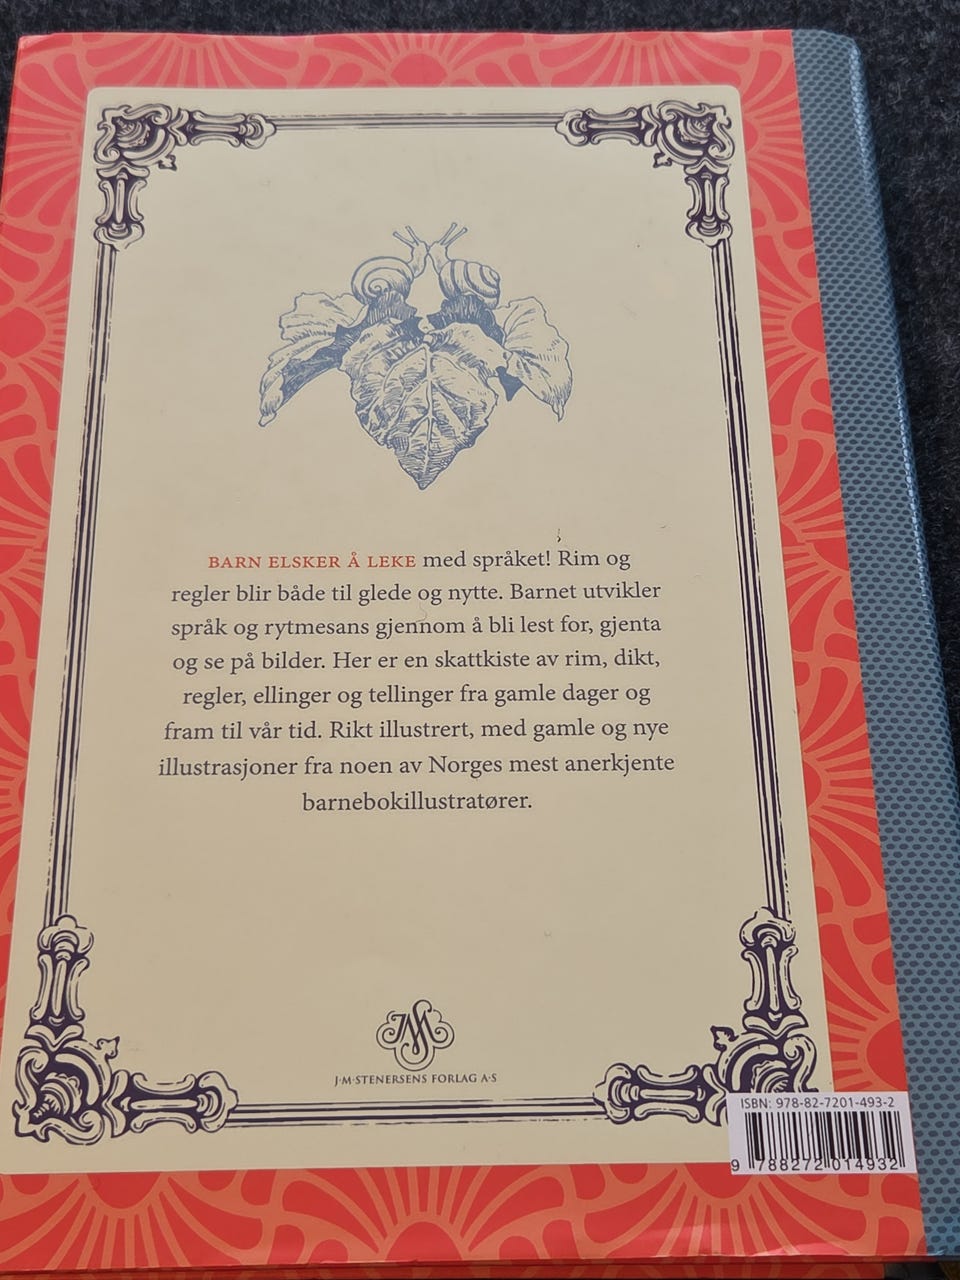 BARN ELSKER Å LEKE med språket! Rim og
regler blir både til glede og nytte. Barnet utvikler
språk og rytmesans gjennom å bli lest for, gjenta
og se på bilder. Her er en skattkiste av rim, dikt,
regler, ellinger og tellinger fra gamle dager og
fram til vår tid. Rikt illustrert, med gamle og nye
illustrasjoner fra noen av Norges mest anerkjente
barnebokillustratører.
J·M·STENERSENS FORLAG A·S
ISBN: 978-82-7201-493-2
9 788272 014932